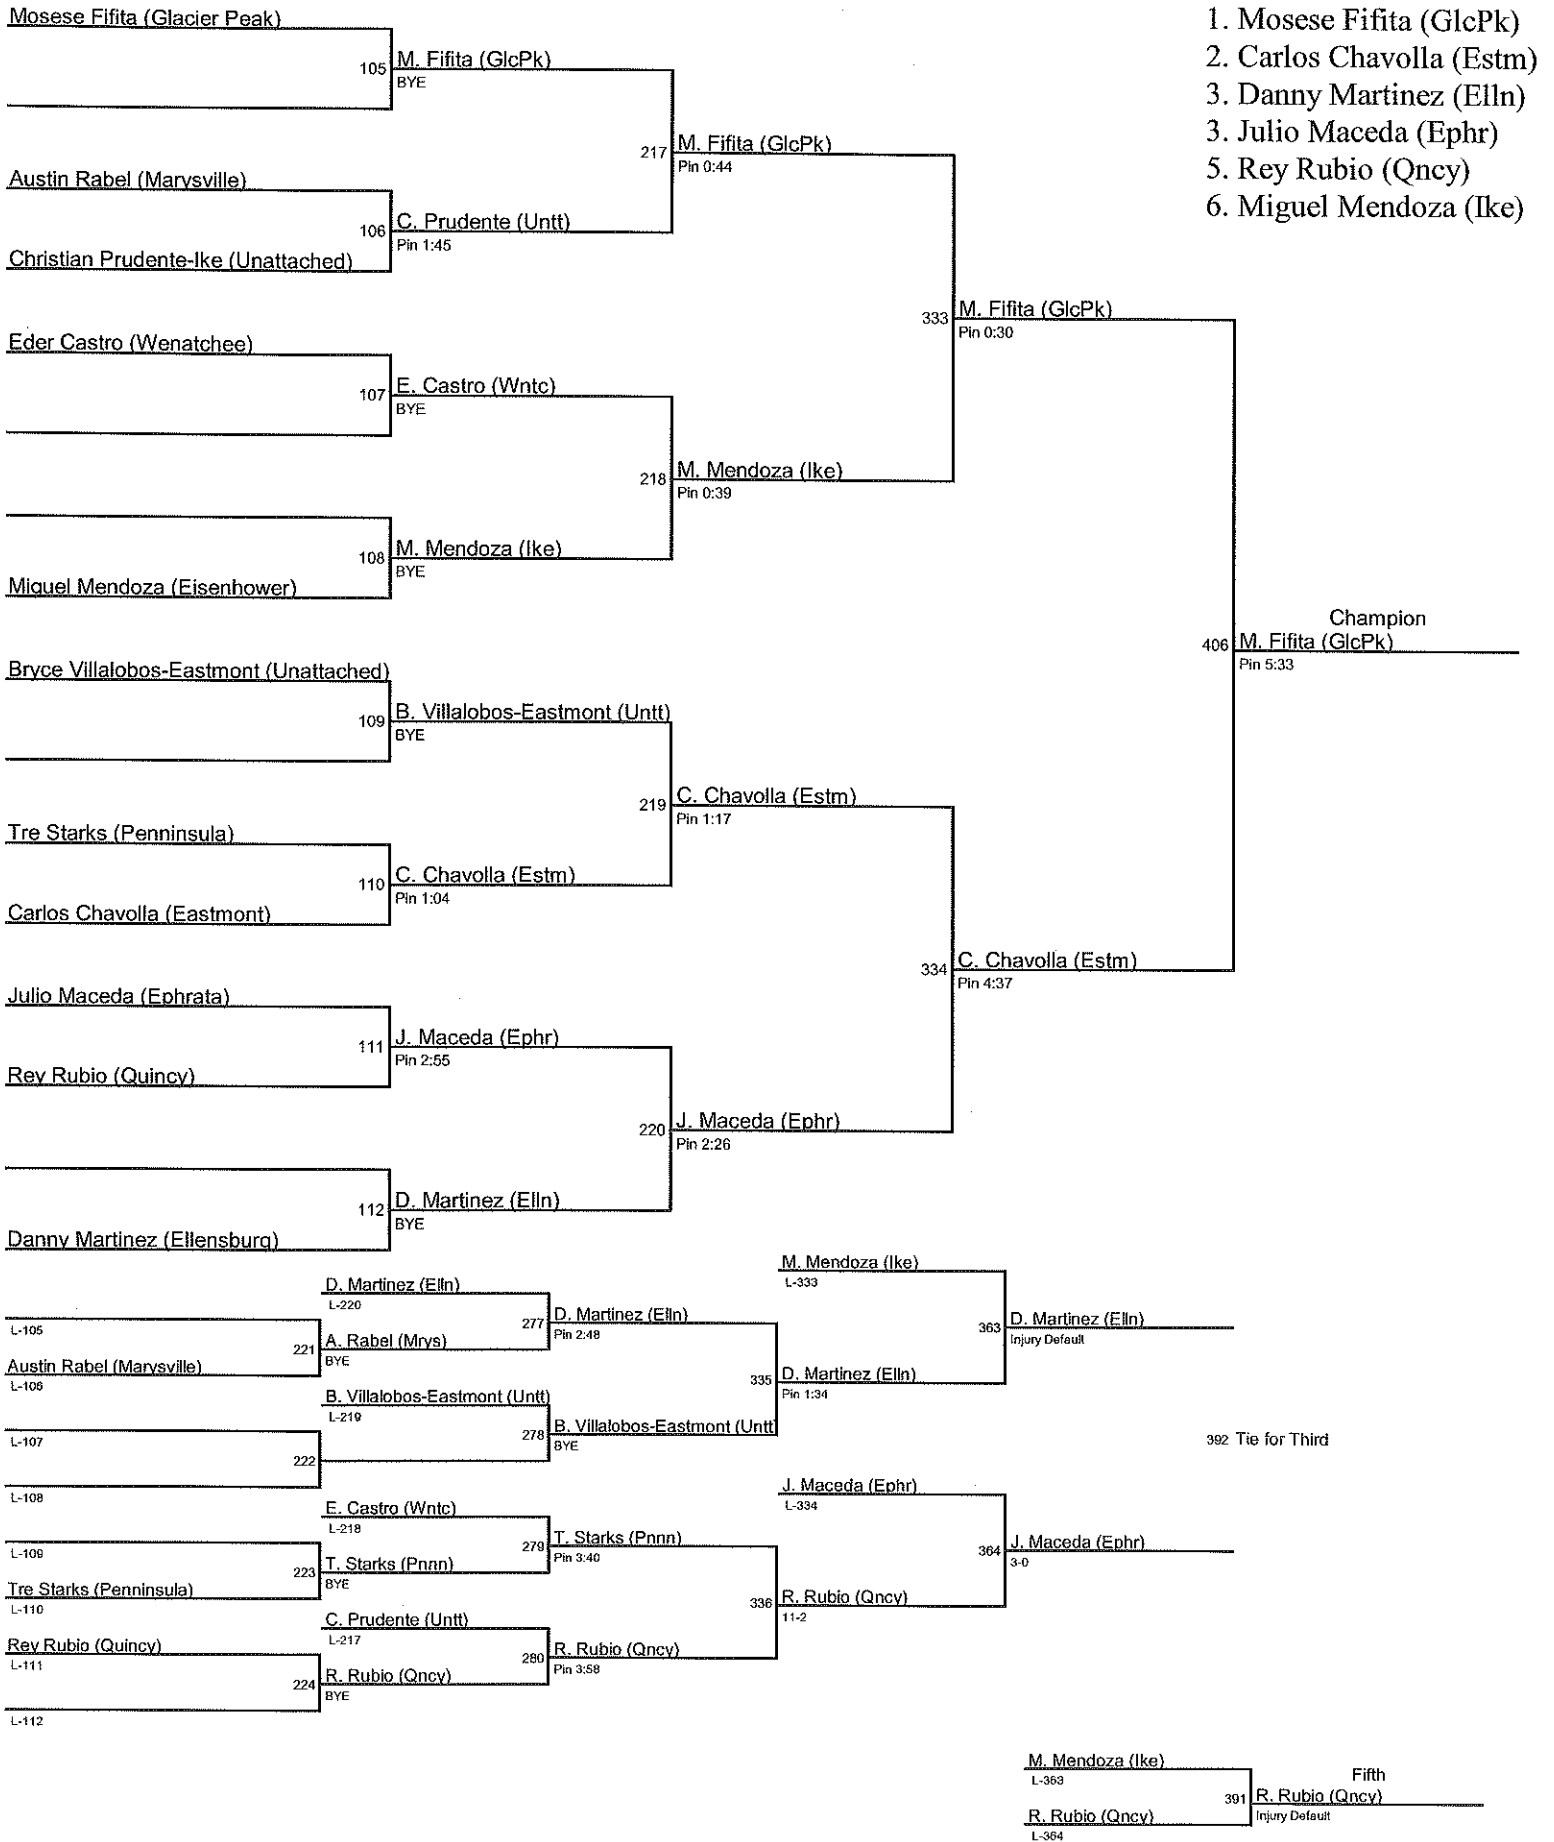 Mosese Fifita (Glacier Peak)
105
M. Fifita (GlcPk)
BYE
217
M. Fifita (GlcPk)
Pin 0:44
Austin Rabel (Marysville)
106
C. Prudente (Untt)
Pin 1:45
Christian Prudente-Ike (Unattached)
333
M. Fifita (GlcPk)
Pin 0:30
Eder Castro (Wenatchee)
107
E. Castro (Wntc)
BYE
218
M. Mendoza (Ike)
Pin 0:39
108
M. Mendoza (Ike)
BYE
Miguel Mendoza (Eisenhower)
1. Mosese Fifita (GlcPk)
2. Carlos Chavolla (Estm)
3. Danny Martinez (Elln)
3. Julio Maceda (Ephr)
5. Rey Rubio (Qncy)
6. Miguel Mendoza (Ike)
Champion
406
M. Fifita (GlcPk)
Pin 5:33
Bryce Villalobos-Eastmont (Unattached)
109
B. Villalobos-Eastmont (Untt)
BYE
219
C. Chavolla (Estm)
Pin 1:17
Tre Starks (Penninsula)
110
C. Chavolla (Estm)
Pin 1:04
Carlos Chavolla (Eastmont)
334
C. Chavolla (Estm)
Pin 4:37
Julio Maceda (Ephrata)
111
J. Maceda (Ephr)
Pin 2:55
Rey Rubio (Quincy)
220
J. Maceda (Ephr)
Pin 2:26
112
D. Martinez (Elln)
BYE
Danny Martinez (Ellensburg)
L-105
221
A. Rabel (Mrys)
BYE
Austin Rabel (Marysville)
L-106
D. Martinez (Elln)
L-220
277
D. Martinez (Elln)
Pin 2:48
L-107
222
L-108
B. Villalobos-Eastmont (Untt)
L-219
278
B. Villalobos-Eastmont (Untt
BYE
335
D. Martinez (Elln)
Pin 1:34
M. Mendoza (Ike)
L-333
363
D. Martinez (Elln)
Injury Default
392 Tie for Third
L-109
223
T. Starks (Pnnn)
BYE
Tre Starks (Penninsula)
L-110
E. Castro (Wntc)
L-218
279
T. Starks (Pnnn)
Pin 3:40
Rey Rubio (Quincy)
L-111
224
R. Rubio (Qncy)
BYE
L-112
C. Prudente (Untt)
L-217
280
R. Rubio (Qncy)
Pin 3:58
336
R. Rubio (Qncy)
11-2
J. Maceda (Ephr)
L-334
364
J. Maceda (Ephr)
3-0
M. Mendoza (Ike)
L-363
R. Rubio (Qncy)
L-364
391
Fifth
R. Rubio (Qncy)
Injury Default